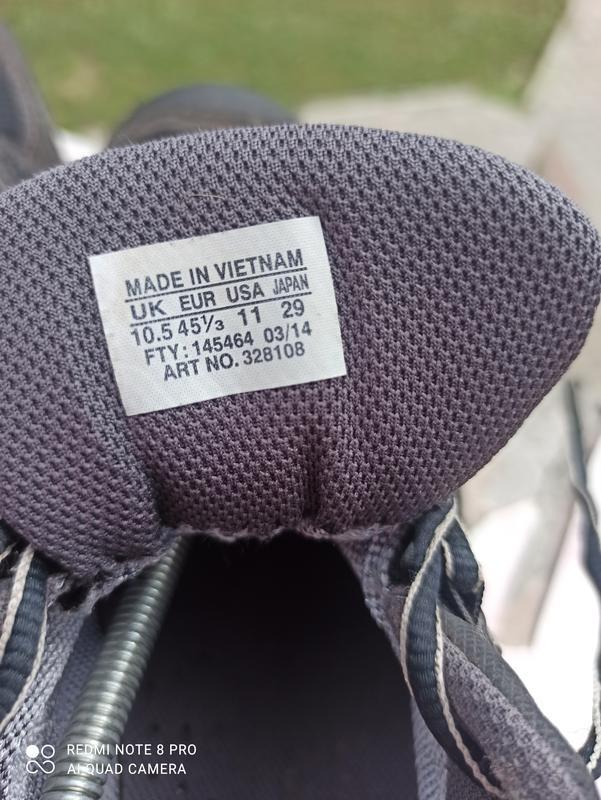 MADE IN VIETNAM
UK EUR USA JAPAN
10.5 45⅓ 11 29
FTY: 145464 03/14
ART NO. 328108
REDMI NOTE 8 PRO
AI QUAD CAMERA